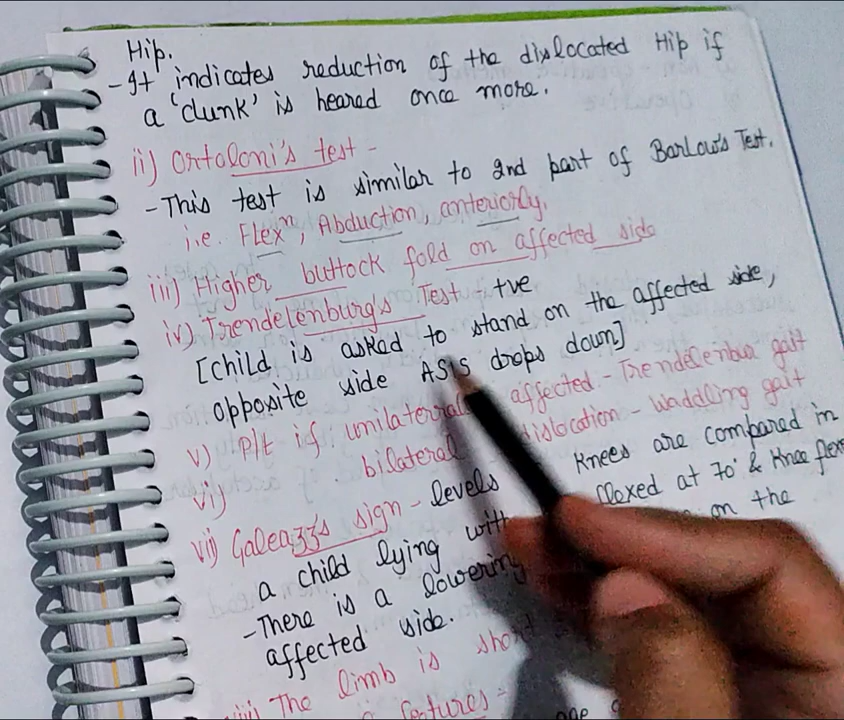 Hip.
- It indicates reduction of the dislocated Hip if
a 'clunk' is heared once more.
ii) Ortoloni's test -
- This test is similar to 2nd part of Barlow's Test.
i.e. Flexⁿ, Abduction, anteriorly.
iii) Higher buttock fold on affected side
iv) Trendelenburg's Test +ve
[child is asked to stand on the affected side,
opposite side ASIS drops down]
v) P/t if unilateral affected - Trendelenbur gait
vi) bilateral dislocation - waddling gait
vii) Galeazzi's sign - levels Knees are compared in
a child lying with flexed at 70° & Knee flex
- There is a lowering on the
affected side.
The limb is short